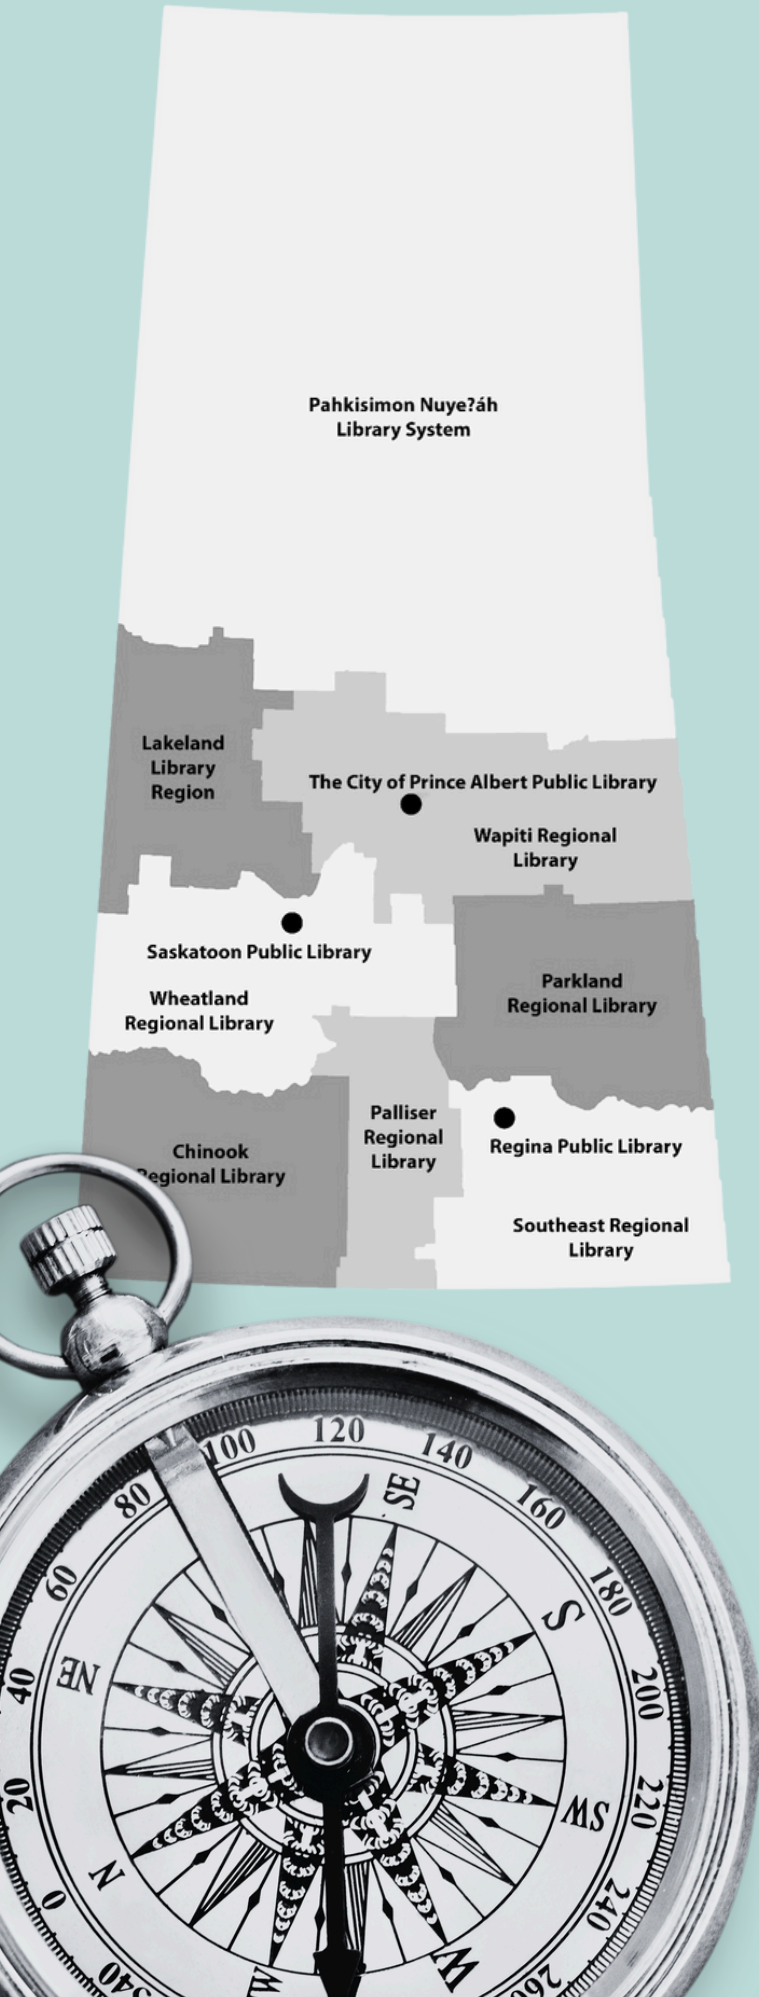 Pahkisimon Nuye?áh
Library System
Lakeland
Library
Region
The City of Prince Albert Public Library
Wapiti Regional
Library
Saskatoon Public Library
Parkland
Regional Library
Wheatland
Regional Library
Palliser
Regional
Library
Regina Public Library
Chinook
Regional Library
Southeast Regional
Library
100
120
140
80
SE
160
60
180
S
NE
40
200
20
SW
220
N
0
240
W
340
260